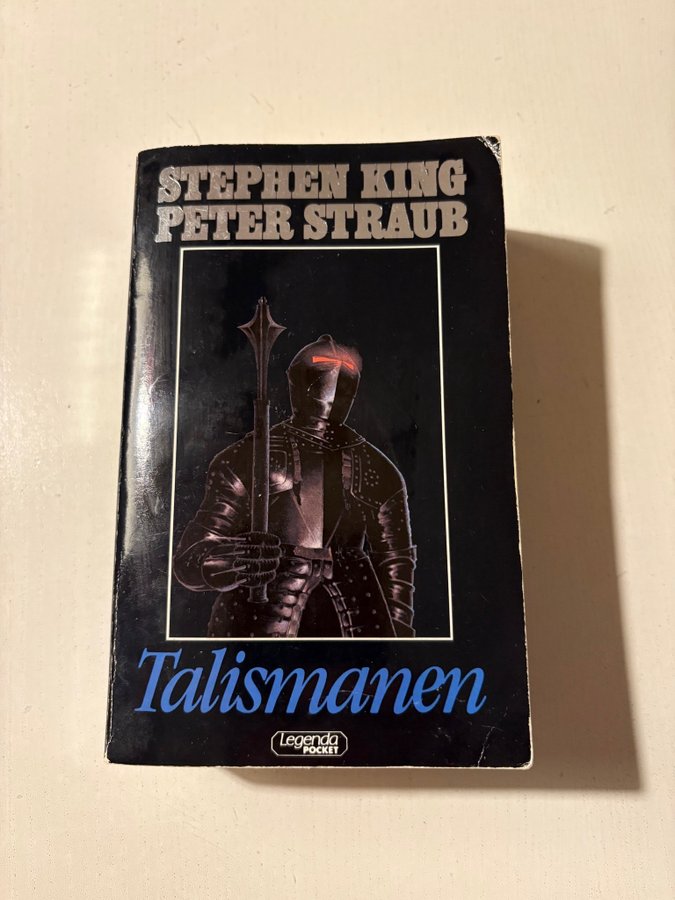 STEPHEN KING
PETER STRAUB
Talismanen
Legenda
POCKET